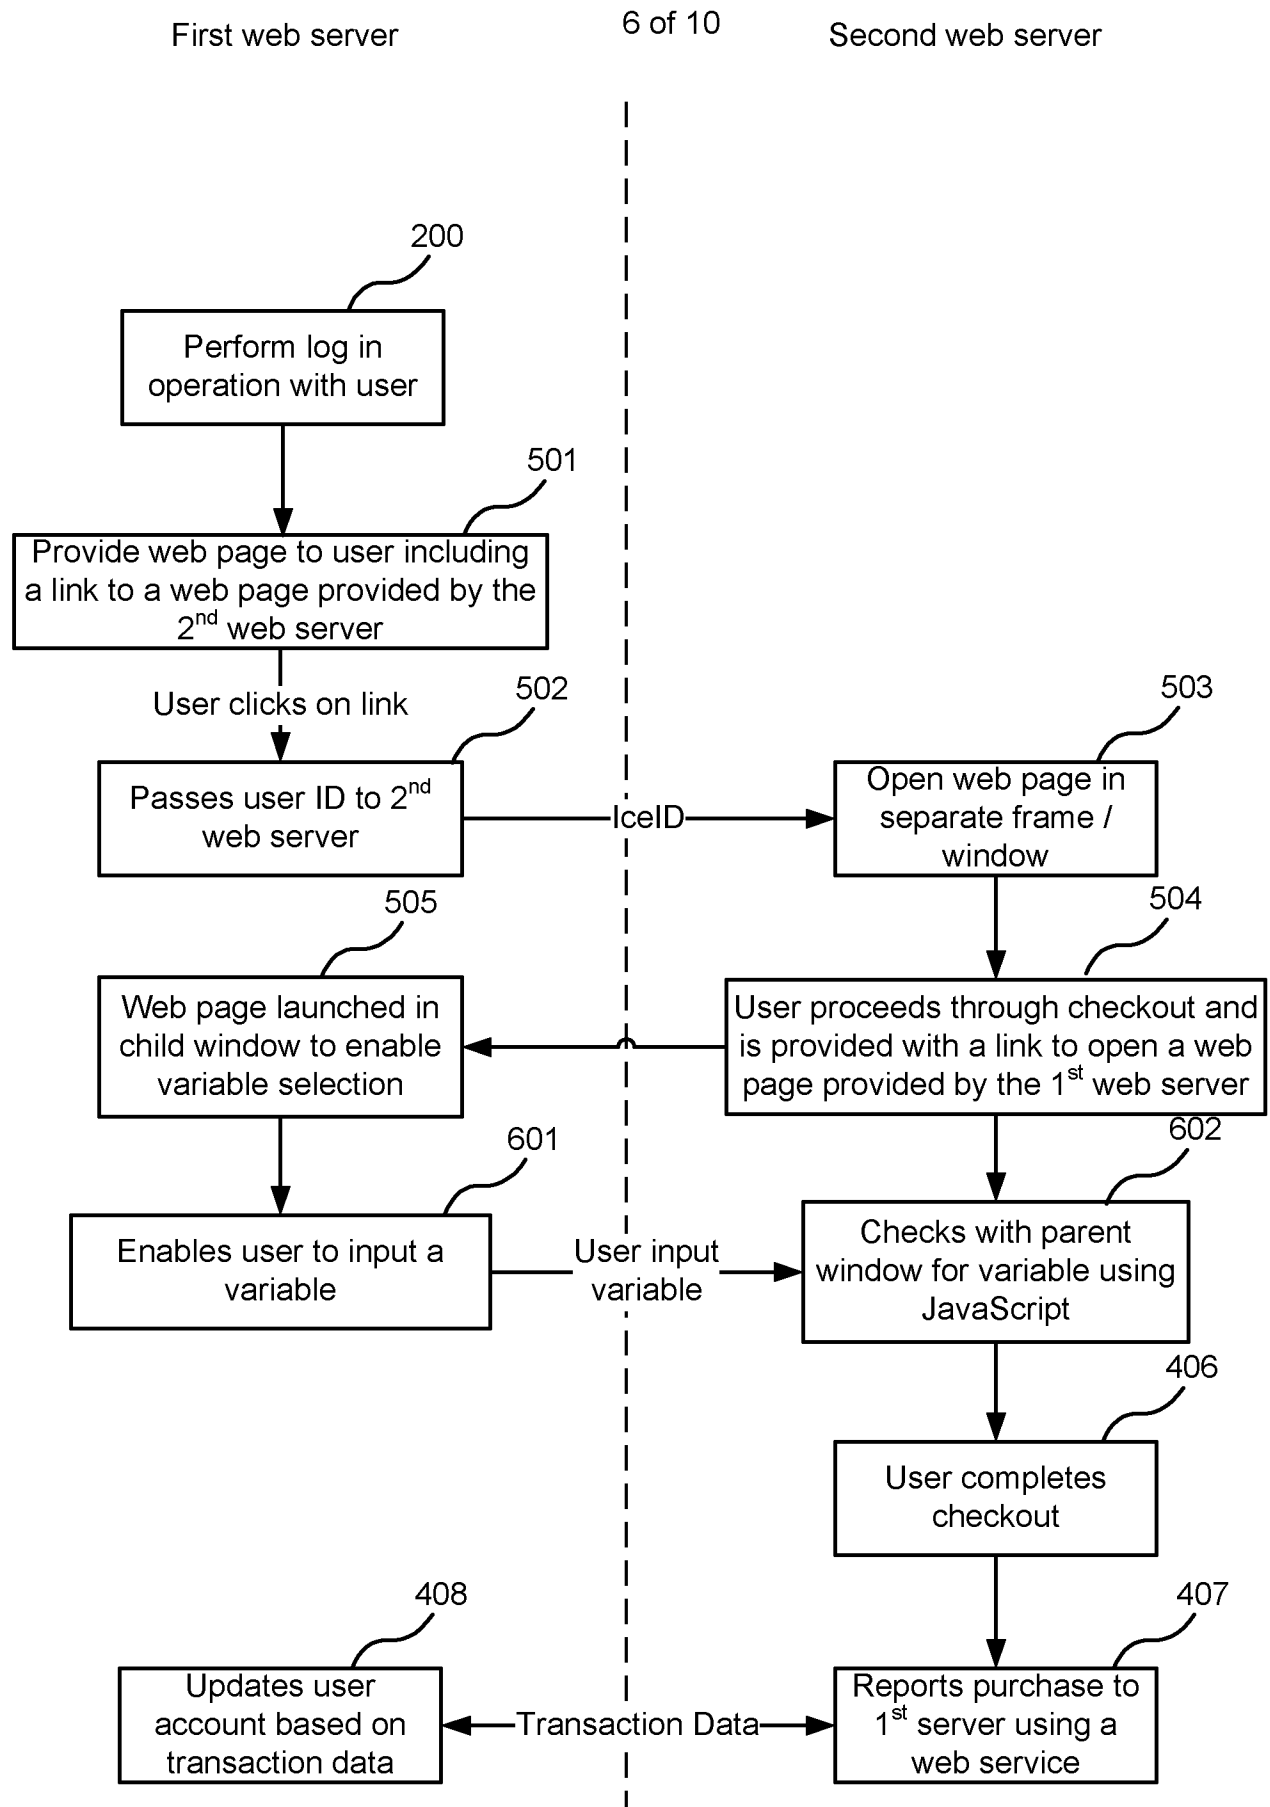 First web server
6 of 10
Second web server
200
Perform log in
operation with user
501
Provide web page to user including
a link to a web page provided by the
2nd web server
User clicks on link
502
503
Passes user ID to 2nd
web server
IceID
Open web page in
separate frame /
window
505
504
Web page launched in
child window to enable
variable selection
User proceeds through checkout and
is provided with a link to open a web
page provided by the 1st web server
601
602
Enables user to input a
variable
User input
variable
Checks with parent
window for variable using
JavaScript
406
User completes
checkout
408
407
Updates user
account based on
transaction data
Transaction Data
Reports purchase to
1st server using a
web service